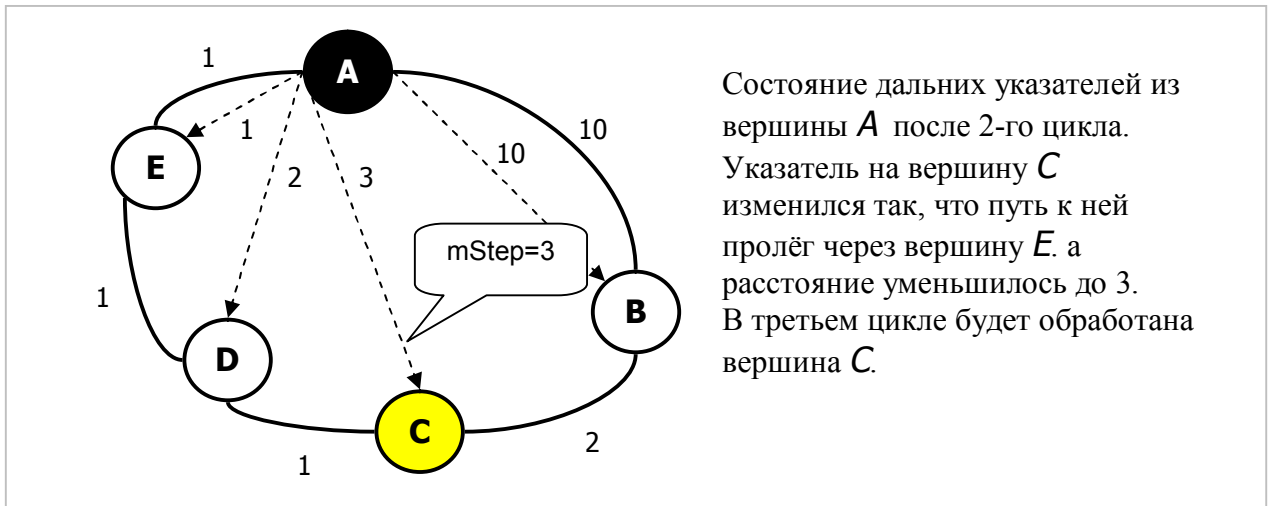 1
A
10
E
1
10
2
3
mStep=3
B
1
D
C
2
1
Состояние дальних указателей из
вершины A после 2-го цикла.
Указатель на вершину C
изменился так, что путь к ней
пролёг через вершину E. а
расстояние уменьшилось до 3.
В третьем цикле будет обработана
вершина C.